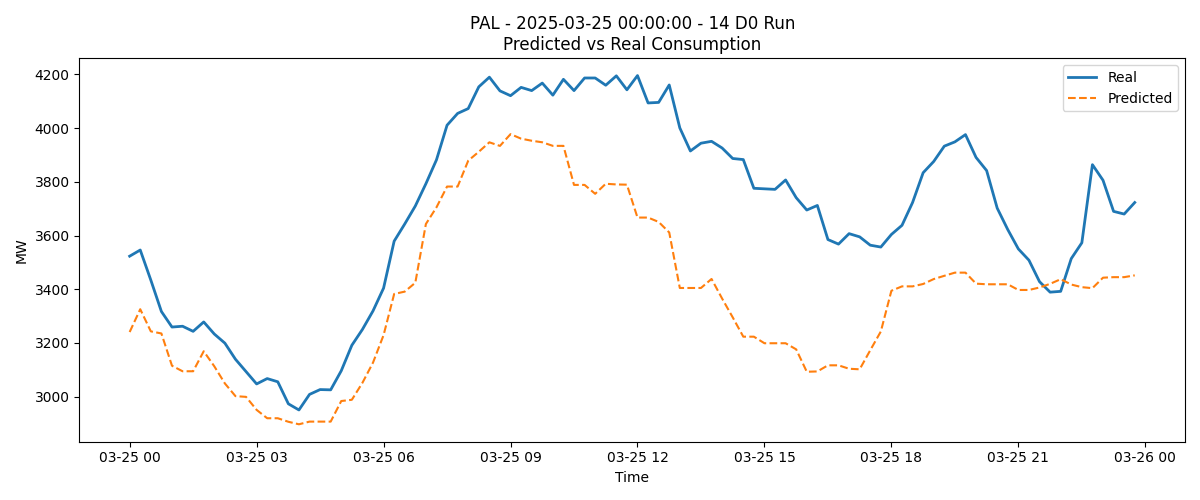 PAL - 2025-03-25 00:00:00 - 14 D0 Run
Predicted vs Real Consumption
Real
Predicted
4200
4000
3800
3600
3400
3200
3000
MW
03-25 00
03-25 03
03-25 06
03-25 09
03-25 12
03-25 15
03-25 18
03-25 21
03-26 00
Time